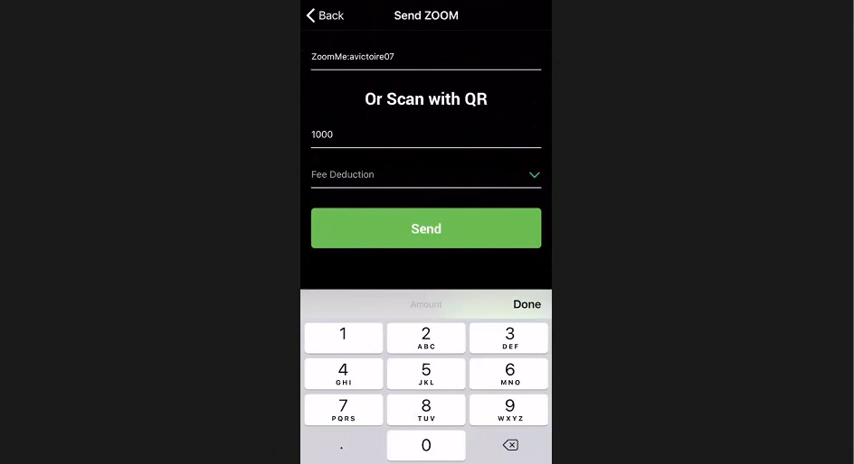 Back
Send ZOOM
ZoomMe:avictoire07
Or Scan with QR
1000
Fee Deduction
Send
Amount
Done
1
2
ABC
3
DEF
4
GHI
5
JKL
6
MNO
7
PQRS
8
TUV
9
WXYZ
.
0